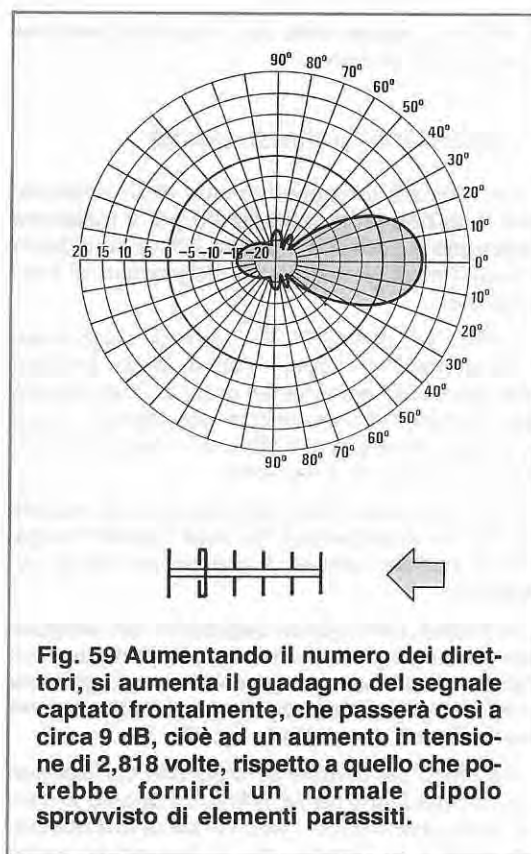 90° 80° 70° 60° 50° 40° 30° 20° 10° 0° 10° 20° 30° 40° 50° 60° 70° 80° 90°
20 15 10 5 0 -5 -10 -15 -20
Fig. 59 Aumentando il numero dei diret-
tori, si aumenta il guadagno del segnale
captato frontalmente, che passerà così a
circa 9 dB, cioè ad un aumento in tensio-
ne di 2,818 volte, rispetto a quello che po-
trebbe fornirci un normale dipolo
sprovvisto di elementi parassiti.